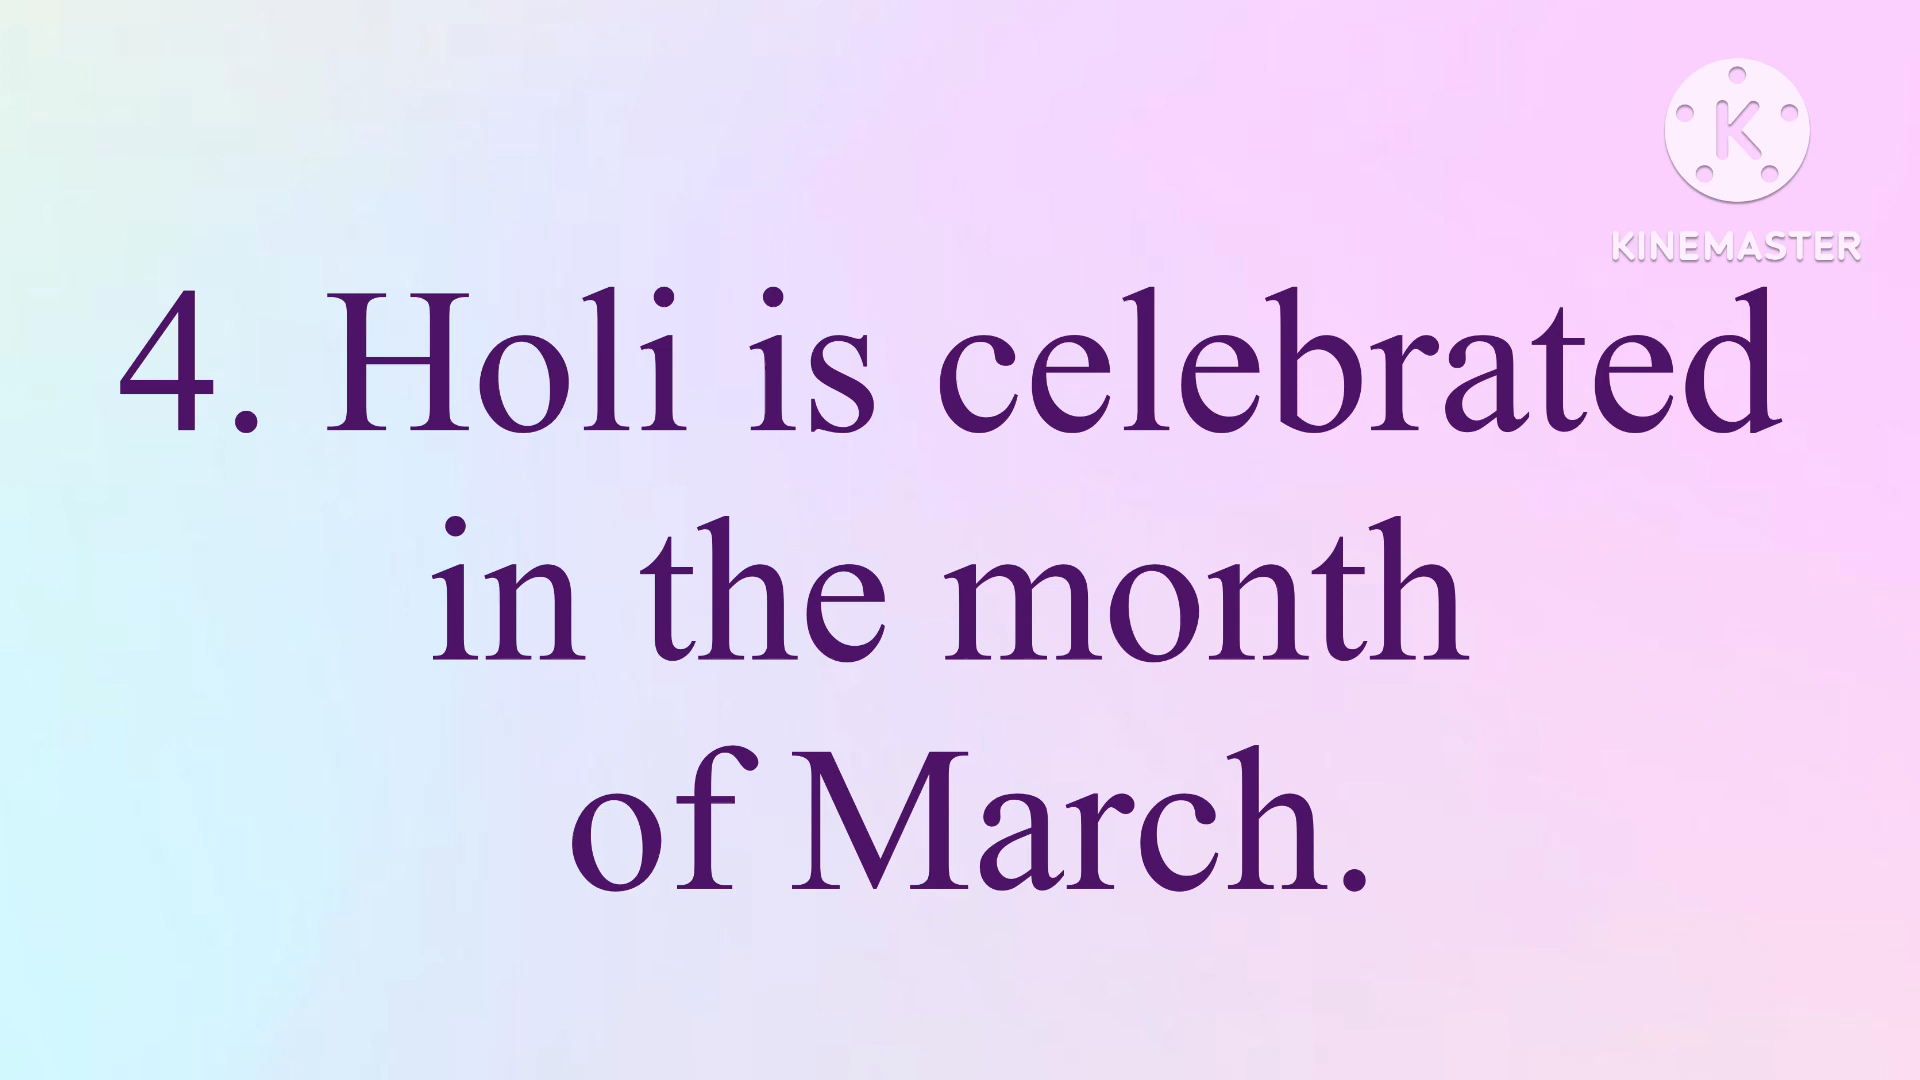 K
KINEMASTER
4. Holi is celebrated
in the month
of March.